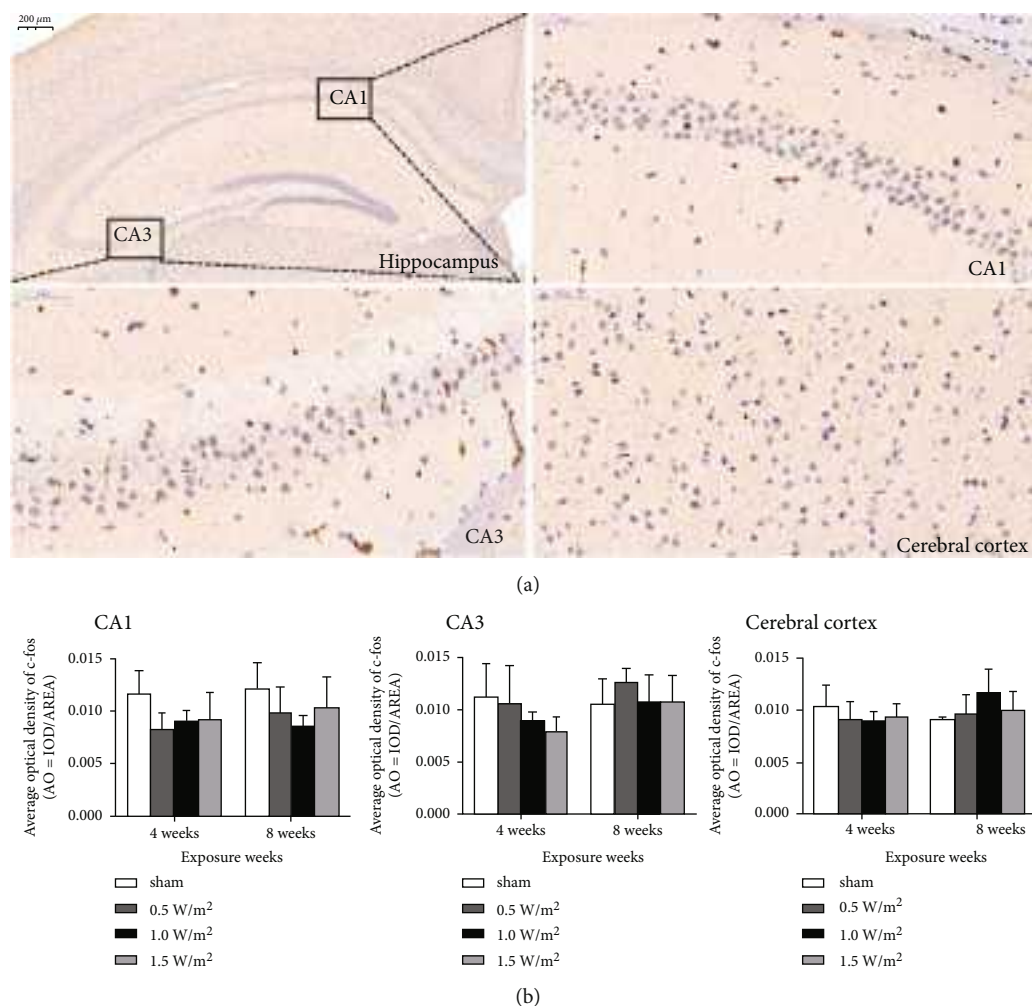 200 μm
CA1
CA3
Hippocampus
CA1
CA3
Cerebral cortex
(a)
CA1
Average optical density of c-fos
(AO = IOD/AREA)
0.015
0.010
0.005
0.000
4 weeks
8 weeks
Exposure weeks
sham
0.5 W/m²
1.0 W/m²
1.5 W/m²
CA3
Average optical density of c-fos
(AO = IOD/AREA)
0.015
0.010
0.005
0.000
4 weeks
8 weeks
Exposure weeks
sham
0.5 W/m²
1.0 W/m²
1.5 W/m²
Cerebral cortex
Average optical density of c-fos
(AO = IOD/AREA)
0.015
0.010
0.005
0.000
4 weeks
8 weeks
Exposure weeks
sham
0.5 W/m²
1.0 W/m²
1.5 W/m²
(b)